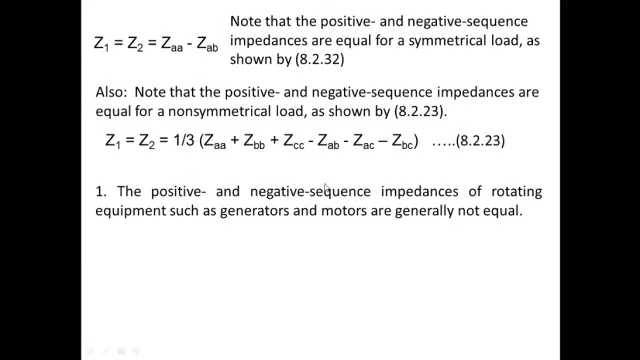 Note that the positive- and negative-sequence
Z₁ = Z₂ = Zaa - Zab impedances are equal for a symmetrical load, as
shown by (8.2.32)
Also: Note that the positive- and negative-sequence impedances are
equal for a nonsymmetrical load, as shown by (8.2.23).
Z₁ = Z₂ = 1/3 (Zaa + Zbb + Zcc - Zab - Zac – Zbc) …..(8.2.23)
1. The positive- and negative-sequence impedances of rotating
equipment such as generators and motors are generally not equal.